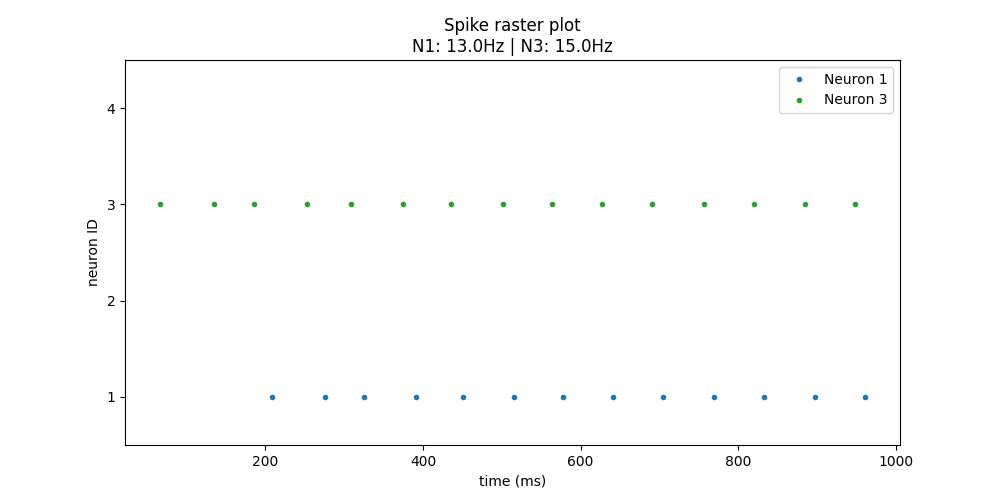 Spike raster plot
N1: 13.0Hz | N3: 15.0Hz
Neuron 1
Neuron 3
4
3
2
1
neuron ID
200 400 600 800 1000
time (ms)